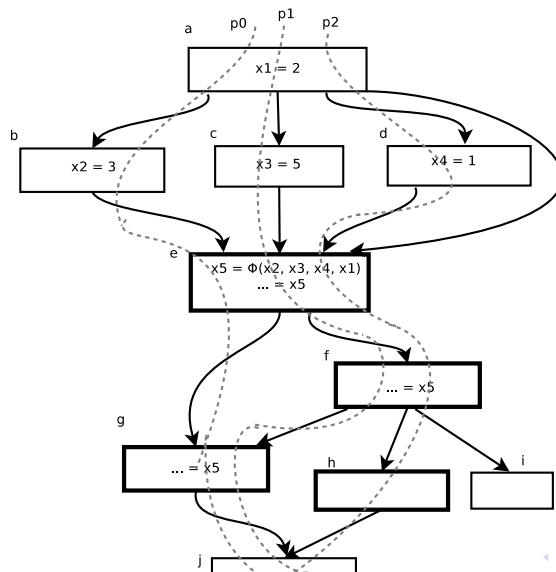 a p0 p1 p2
x1 = 2
b c d
x2 = 3 x3 = 5 x4 = 1
e
x5 = Φ(x2, x3, x4, x1)
... = x5
f
... = x5
g
... = x5
h i
j